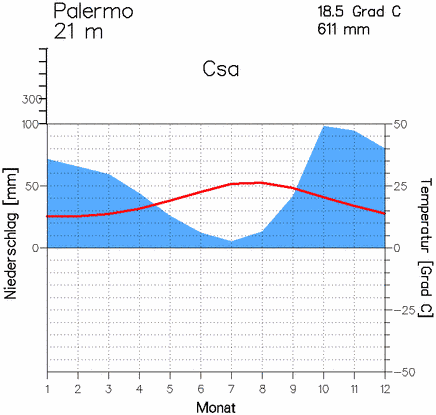 Palermo
21 m
18.5 Grad C
611 mm
Csa
300
100
50
0
Niederschlag [mm]
50
25
0
-25
-50
Temperatur [Grad C]
1 2 3 4 5 6 7 8 9 10 11 12
Monat